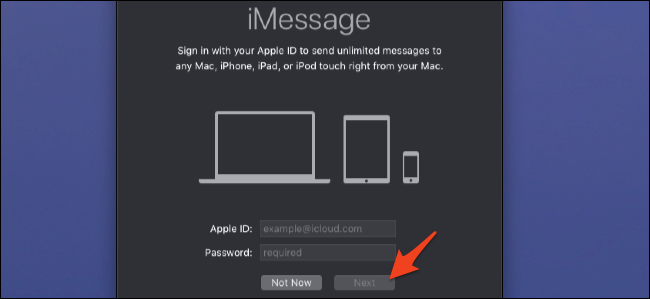 iMessage
Sign in with your Apple ID to send unlimited messages to
any Mac, iPhone, iPad, or iPod touch right from your Mac.
Apple ID: example@icloud.com
Password: required
Not Now Next